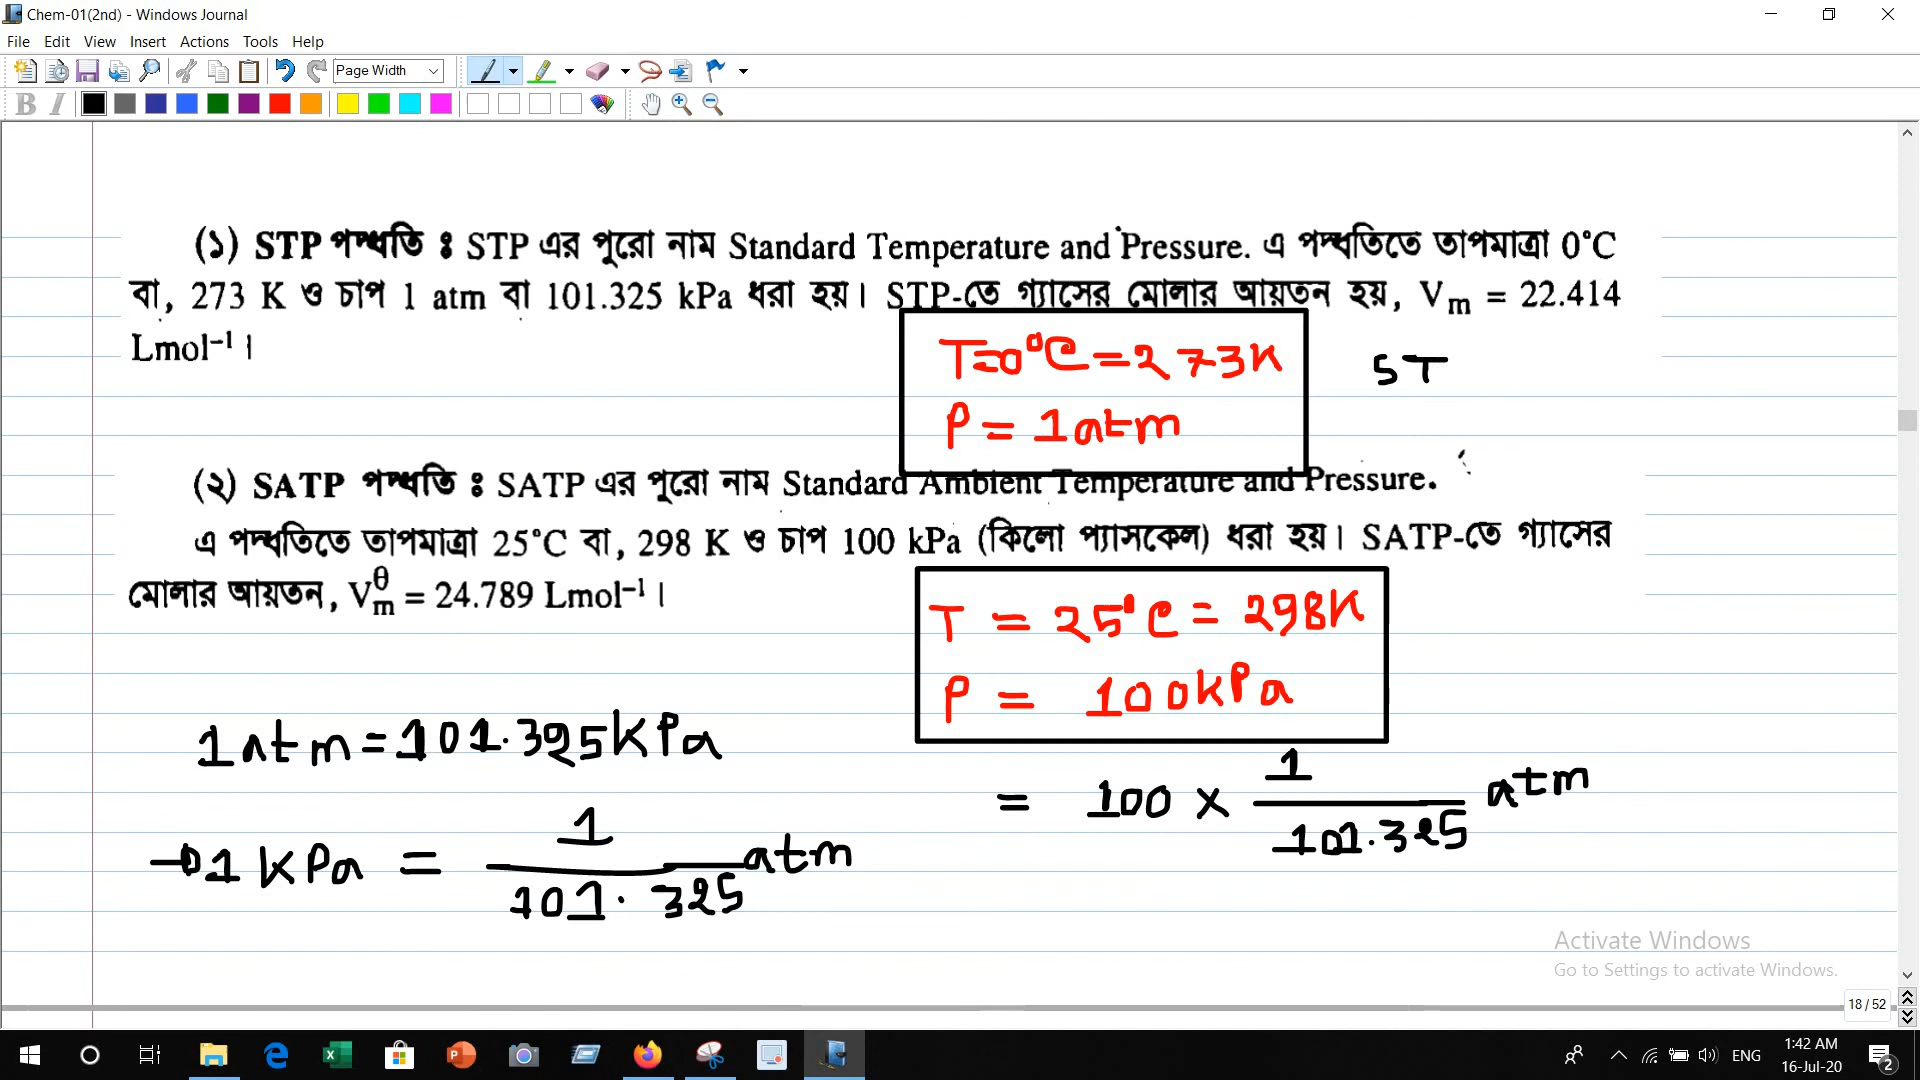 Chem-01(2nd) - Windows Journal
File Edit View Insert Actions Tools Help
Page Width
B I
(১) STP পদ্ধতি ঃ STP এর পুরো নাম Standard Temperature and Pressure. এ পদ্ধতিতে তাপমাত্রা 0°C
বা, 273 K ও চাপ 1 atm বা 101.325 kPa ধরা হয়। STP-তে গ্যাসের মোলার আয়তন হয়, Vm = 22.414
Lmol⁻¹।
T=0°C = 273K
ST
P = 1atm
(২) SATP পদ্ধতি ঃ SATP এর পুরো নাম Standard Ambient Temperature and Pressure.
এ পদ্ধতিতে তাপমাত্রা 25°C বা, 298 K ও চাপ 100 kPa (কিলো প্যাসকেল) ধরা হয়। SATP-তে গ্যাসের
মোলার আয়তন, Vmθ = 24.789 Lmol⁻¹।
T = 25°C = 298K
P = 100kPa
1atm = 101.325kPa
= 100 × 1/101.325 atm
→ 1 kPa = 1/101.325 atm
Activate Windows
Go to Settings to activate Windows.
18 / 52
ENG
1:42 AM
16-Jul-20
2